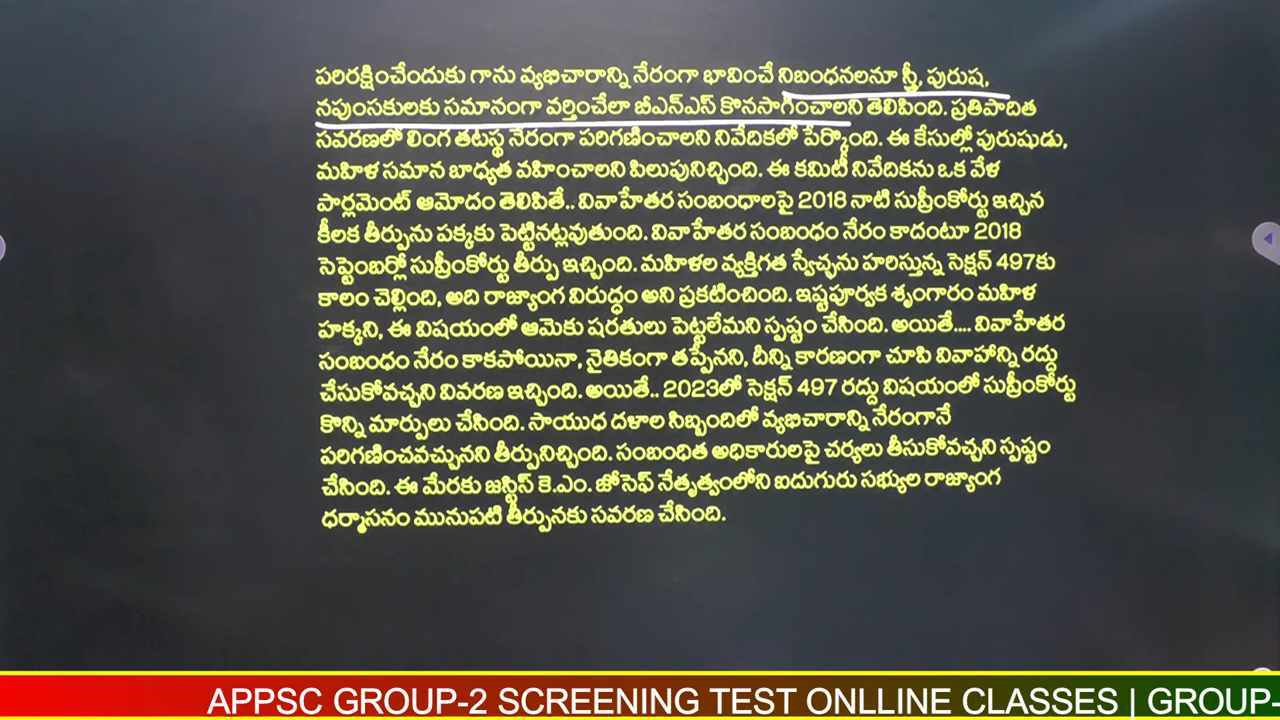 పరిరక్షించేందుకు గాను వ్యభిచారాన్ని నేరంగా భావించే నిబంధనలనూ స్త్రీ, పురుష,
నపుంసకులకు సమానంగా వర్తించేలా బీఎన్ఎస్ కొనసాగించాలని తెలిపింది. ప్రతిపాదిత
సవరణలో లింగ తటస్థ నేరంగా పరిగణించాలని నివేదికలో పేర్కొంది. ఈ కేసుల్లో పురుషుడు,
మహిళ సమాన బాధ్యత వహించాలని పిలుపునిచ్చింది. ఈ కమిటీ నివేదికను ఒక వేళ
పార్లమెంట్ ఆమోదం తెలిపితే.. వివాహేతర సంబంధాలపై 2018 నాటి సుప్రీంకోర్టు ఇచ్చిన
కీలక తీర్పును పక్కకు పెట్టినట్లవుతుంది. వివాహేతర సంబంధం నేరం కాదంటూ 2018
సెప్టెంబర్లో సుప్రీంకోర్టు తీర్పు ఇచ్చింది. మహిళల వ్యక్తిగత స్వేచ్ఛను హరిస్తున్న సెక్షన్ 497కు
కాలం చెల్లింది, అది రాజ్యాంగ విరుద్ధం అని ప్రకటించింది. ఇష్టపూర్వక శృంగారం మహిళ
హక్కని, ఈ విషయంలో ఆమెకు షరతులు పెట్టలేమని స్పష్టం చేసింది. అయితే.... వివాహేతర
సంబంధం నేరం కాకపోయినా, నైతికంగా తప్పేనని, దీన్ని కారణంగా చూపి వివాహాన్ని రద్దు
చేసుకోవచ్చని వివరణ ఇచ్చింది. అయితే.. 2023లో సెక్షన్ 497 రద్దు విషయంలో సుప్రీంకోర్టు
కొన్ని మార్పులు చేసింది. సాయుధ దళాల సిబ్బందిలో వ్యభిచారాన్ని నేరంగానే
పరిగణించవచ్చునని తీర్పునిచ్చింది. సంబంధిత అధికారులపై చర్యలు తీసుకోవచ్చని స్పష్టం
చేసింది. ఈ మేరకు జస్టిస్ కె.ఎం. జోసెఫ్ నేతృత్వంలోని ఐదుగురు సభ్యుల రాజ్యాంగ
ధర్మాసనం మునుపటి తీర్పునకు సవరణ చేసింది.
APPSC GROUP-2 SCREENING TEST ONLLINE CLASSES | GROUP-